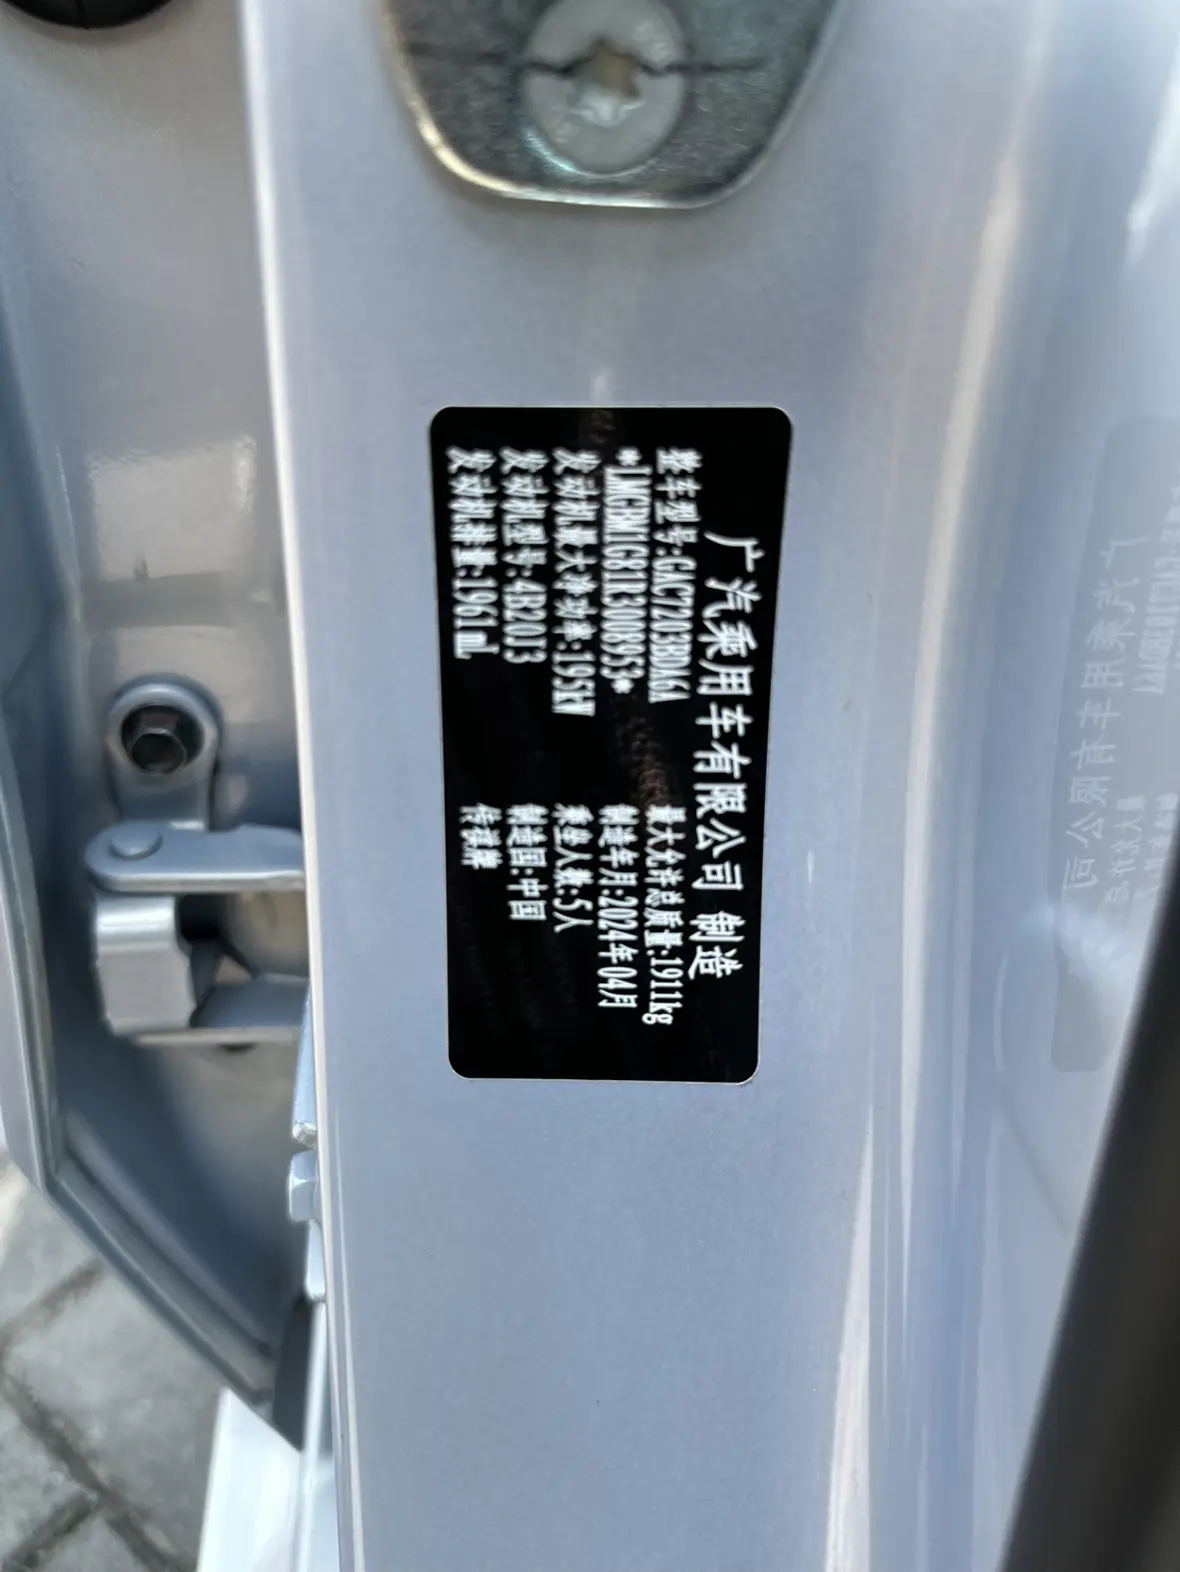 广汽乘用车有限公司 制造
整车型号:GAC7203BDA6A 最大允许总质量:1911kg
*LMGBM1G81R3008953* 制造年月:2024年04月
发动机最大净功率:195kW 乘坐人数:5人
发动机型号:4B20J3 制造国:中国
发动机排量:1961mL 传祺牌